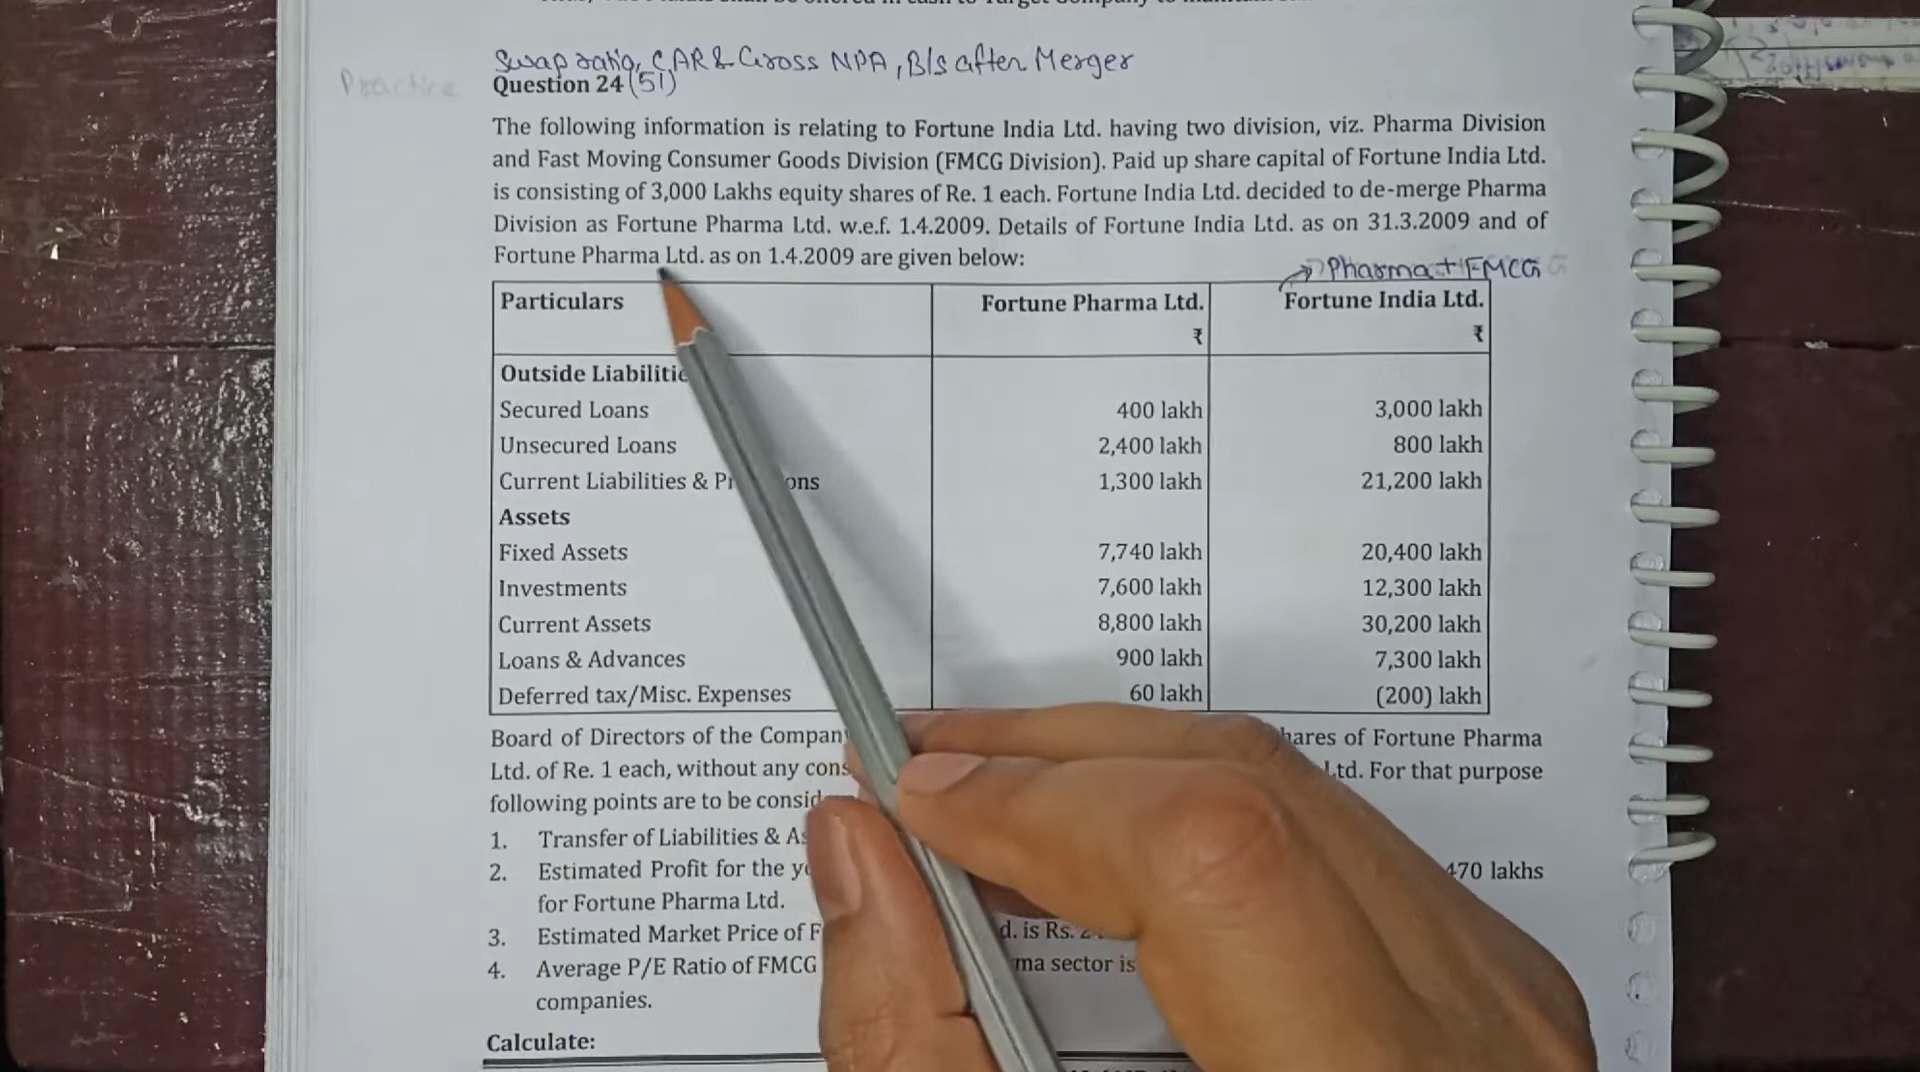 Swap ratio, CAR & Gross NPA, B/s after Merger
Practice
Question 24 (51)
The following information is relating to Fortune India Ltd. having two division, viz. Pharma Division
and Fast Moving Consumer Goods Division (FMCG Division). Paid up share capital of Fortune India Ltd.
is consisting of 3,000 Lakhs equity shares of Re. 1 each. Fortune India Ltd. decided to de-merge Pharma
Division as Fortune Pharma Ltd. w.e.f. 1.4.2009. Details of Fortune India Ltd. as on 31.3.2009 and of
Fortune Pharma Ltd. as on 1.4.2009 are given below:
→ Pharma + FMCG
Particulars Fortune Pharma Ltd. Fortune India Ltd.
₹ ₹
Outside
Secured Loans 400 lakh 3,000 lakh
Unsecured Loans 2,400 lakh 800 lakh
Current Liabilities & 1,300 lakh 21,200 lakh
Assets
Fixed Assets 7,740 lakh 20,400 lakh
Investments 7,600 lakh 12,300 lakh
Current Assets 8,800 lakh 30,200 lakh
Loans & Advances 900 lakh 7,300 lakh
Deferred tax/Misc. Expenses 60 lakh (200) lakh
Board of Directors of the Company of Fortune Pharma
Ltd. of Re. 1 each, without any Ltd. For that purpose
following points are to be
1. Transfer of Liabilities &
2. Estimated Profit for the 470 lakhs
for Fortune Pharma Ltd.
3. Estimated Market Price of is Rs.
4. Average P/E Ratio of FMCG sector is
companies.
Calculate: